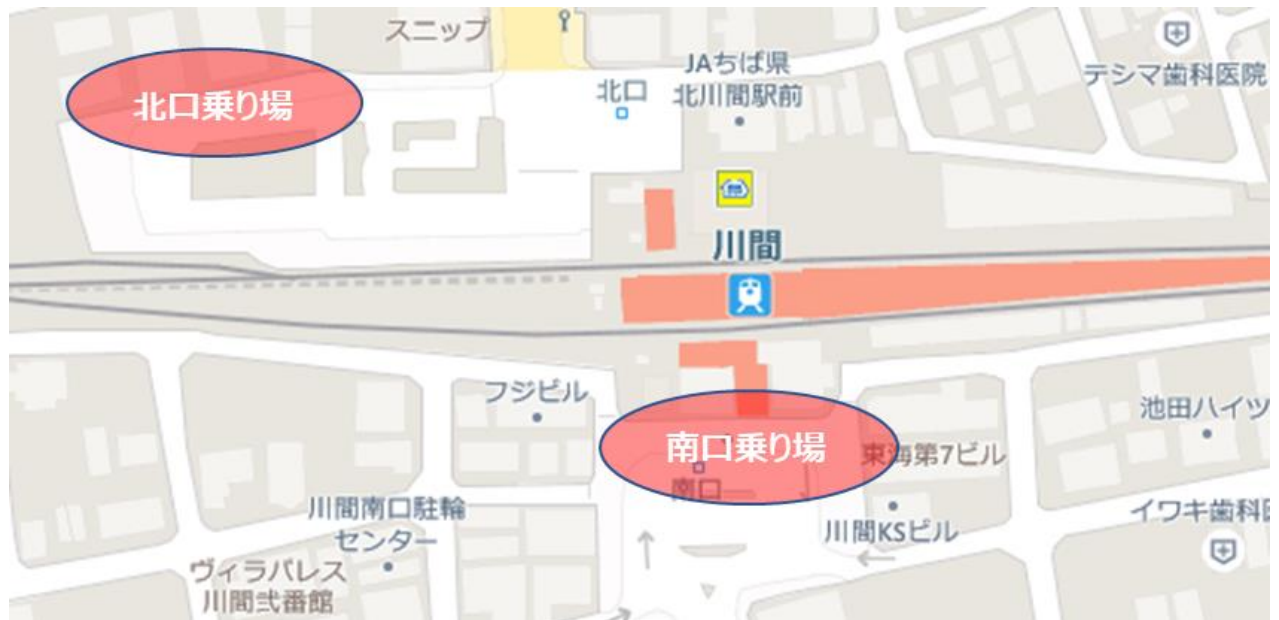 スニップ
北口乗り場
北口
JAちば県
北川間駅前
テシマ歯科医院
川間
フジビル
南口乗り場
南口
東海第7ビル
池田ハイツ
川間南口駐輪
センター
川間KSビル
イワキ歯科医
ヴィラパレス
川間弐番館